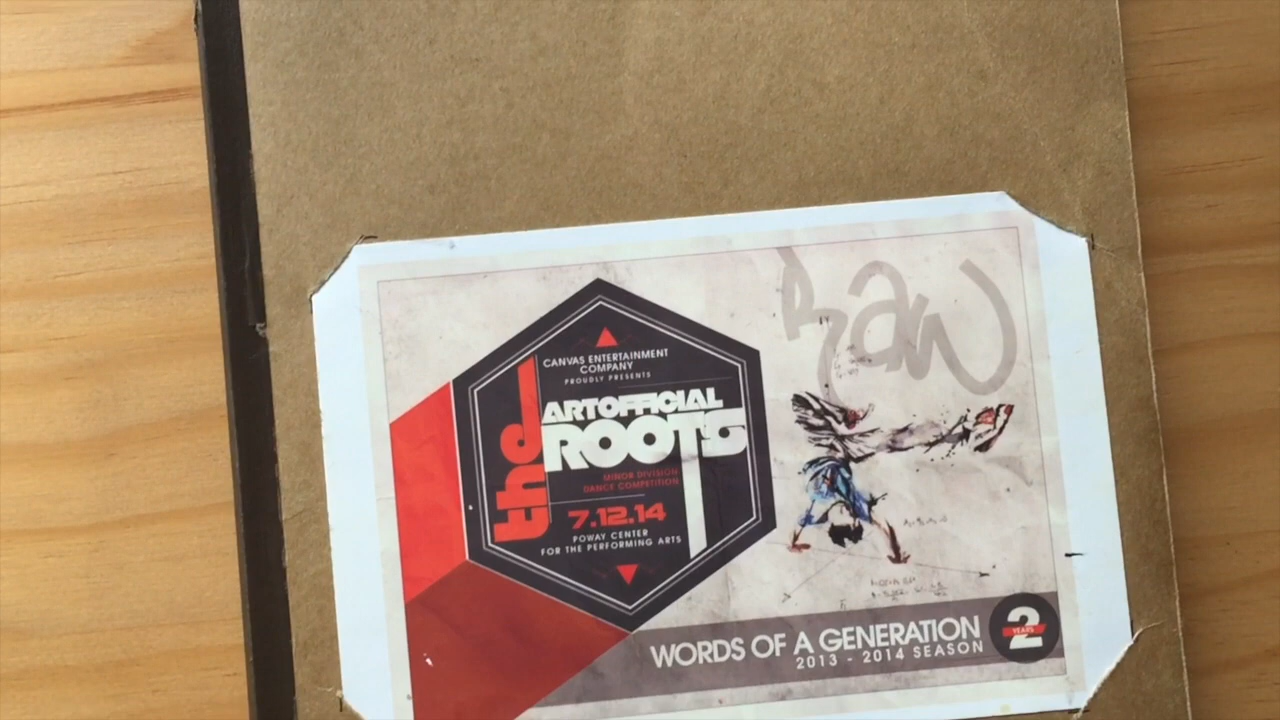 RAW
CANVAS ENTERTAINMENT
COMPANY
PROUDLY PRESENTS
the
ARTOFFICIAL
ROOTS
MINOR DIVISION
DANCE COMPETITION
7.12.14
POWAY CENTER
FOR THE PERFORMING ARTS
WORDS OF A GENERATION
2013 - 2014 SEASON
2
YEARS